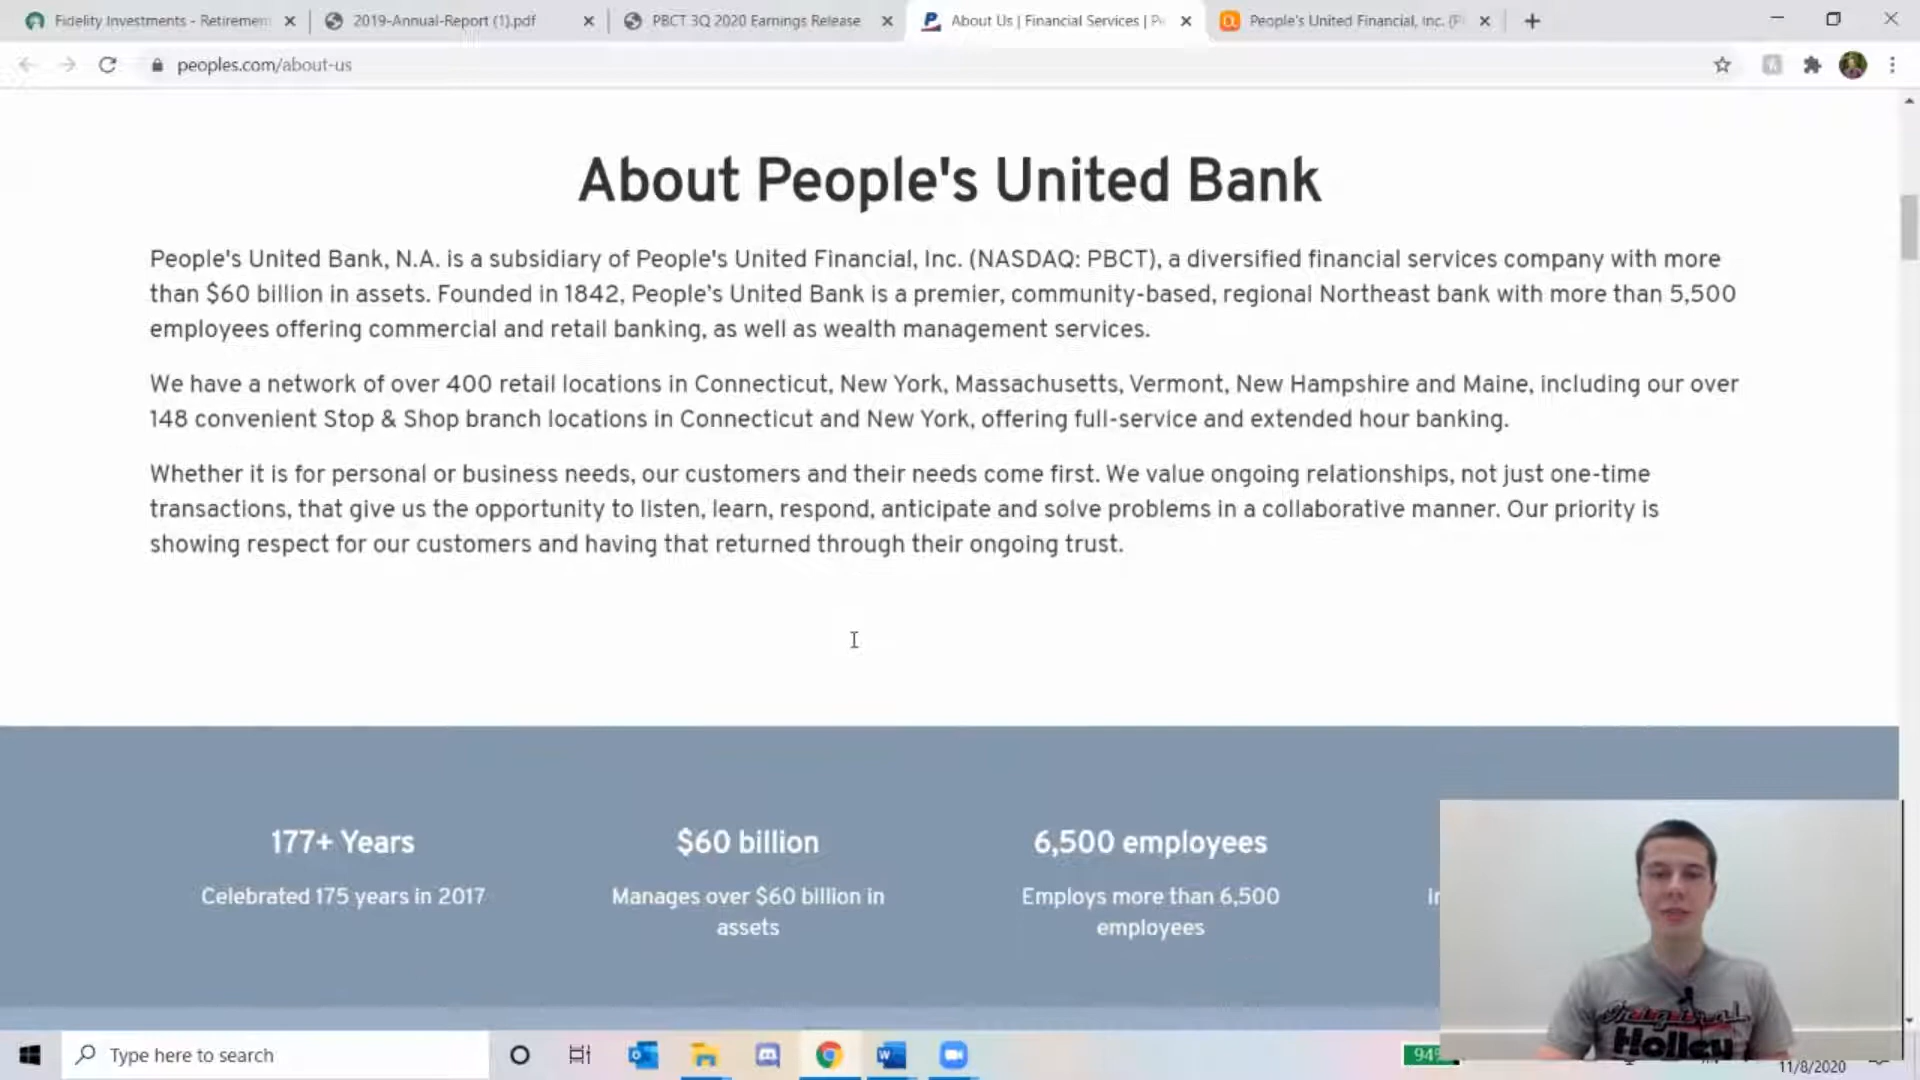 Fidelity Investments - Retiremen
2019-Annual-Report (1).pdf
PBCT 3Q 2020 Earnings Release
About Us | Financial Services | Pe
People's United Financial, Inc. (P
peoples.com/about-us
About People's United Bank
People's United Bank, N.A. is a subsidiary of People's United Financial, Inc. (NASDAQ: PBCT), a diversified financial services company with more
than $60 billion in assets. Founded in 1842, People's United Bank is a premier, community-based, regional Northeast bank with more than 5,500
employees offering commercial and retail banking, as well as wealth management services.
We have a network of over 400 retail locations in Connecticut, New York, Massachusetts, Vermont, New Hampshire and Maine, including our over
148 convenient Stop & Shop branch locations in Connecticut and New York, offering full-service and extended hour banking.
Whether it is for personal or business needs, our customers and their needs come first. We value ongoing relationships, not just one-time
transactions, that give us the opportunity to listen, learn, respond, anticipate and solve problems in a collaborative manner. Our priority is
showing respect for our customers and having that returned through their ongoing trust.
177+ Years
Celebrated 175 years in 2017
$60 billion
Manages over $60 billion in
assets
6,500 employees
Employs more than 6,500
employees
Original
Holley
Type here to search
94%
11/8/2020